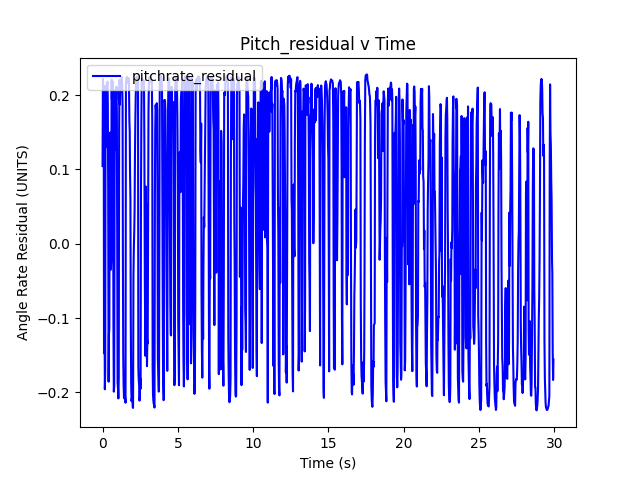 Pitch_residual v Time
pitchrate_residual
Angle Rate Residual (UNITS)
0.2
0.1
0.0
−0.1
−0.2
0 5 10 15 20 25 30
Time (s)